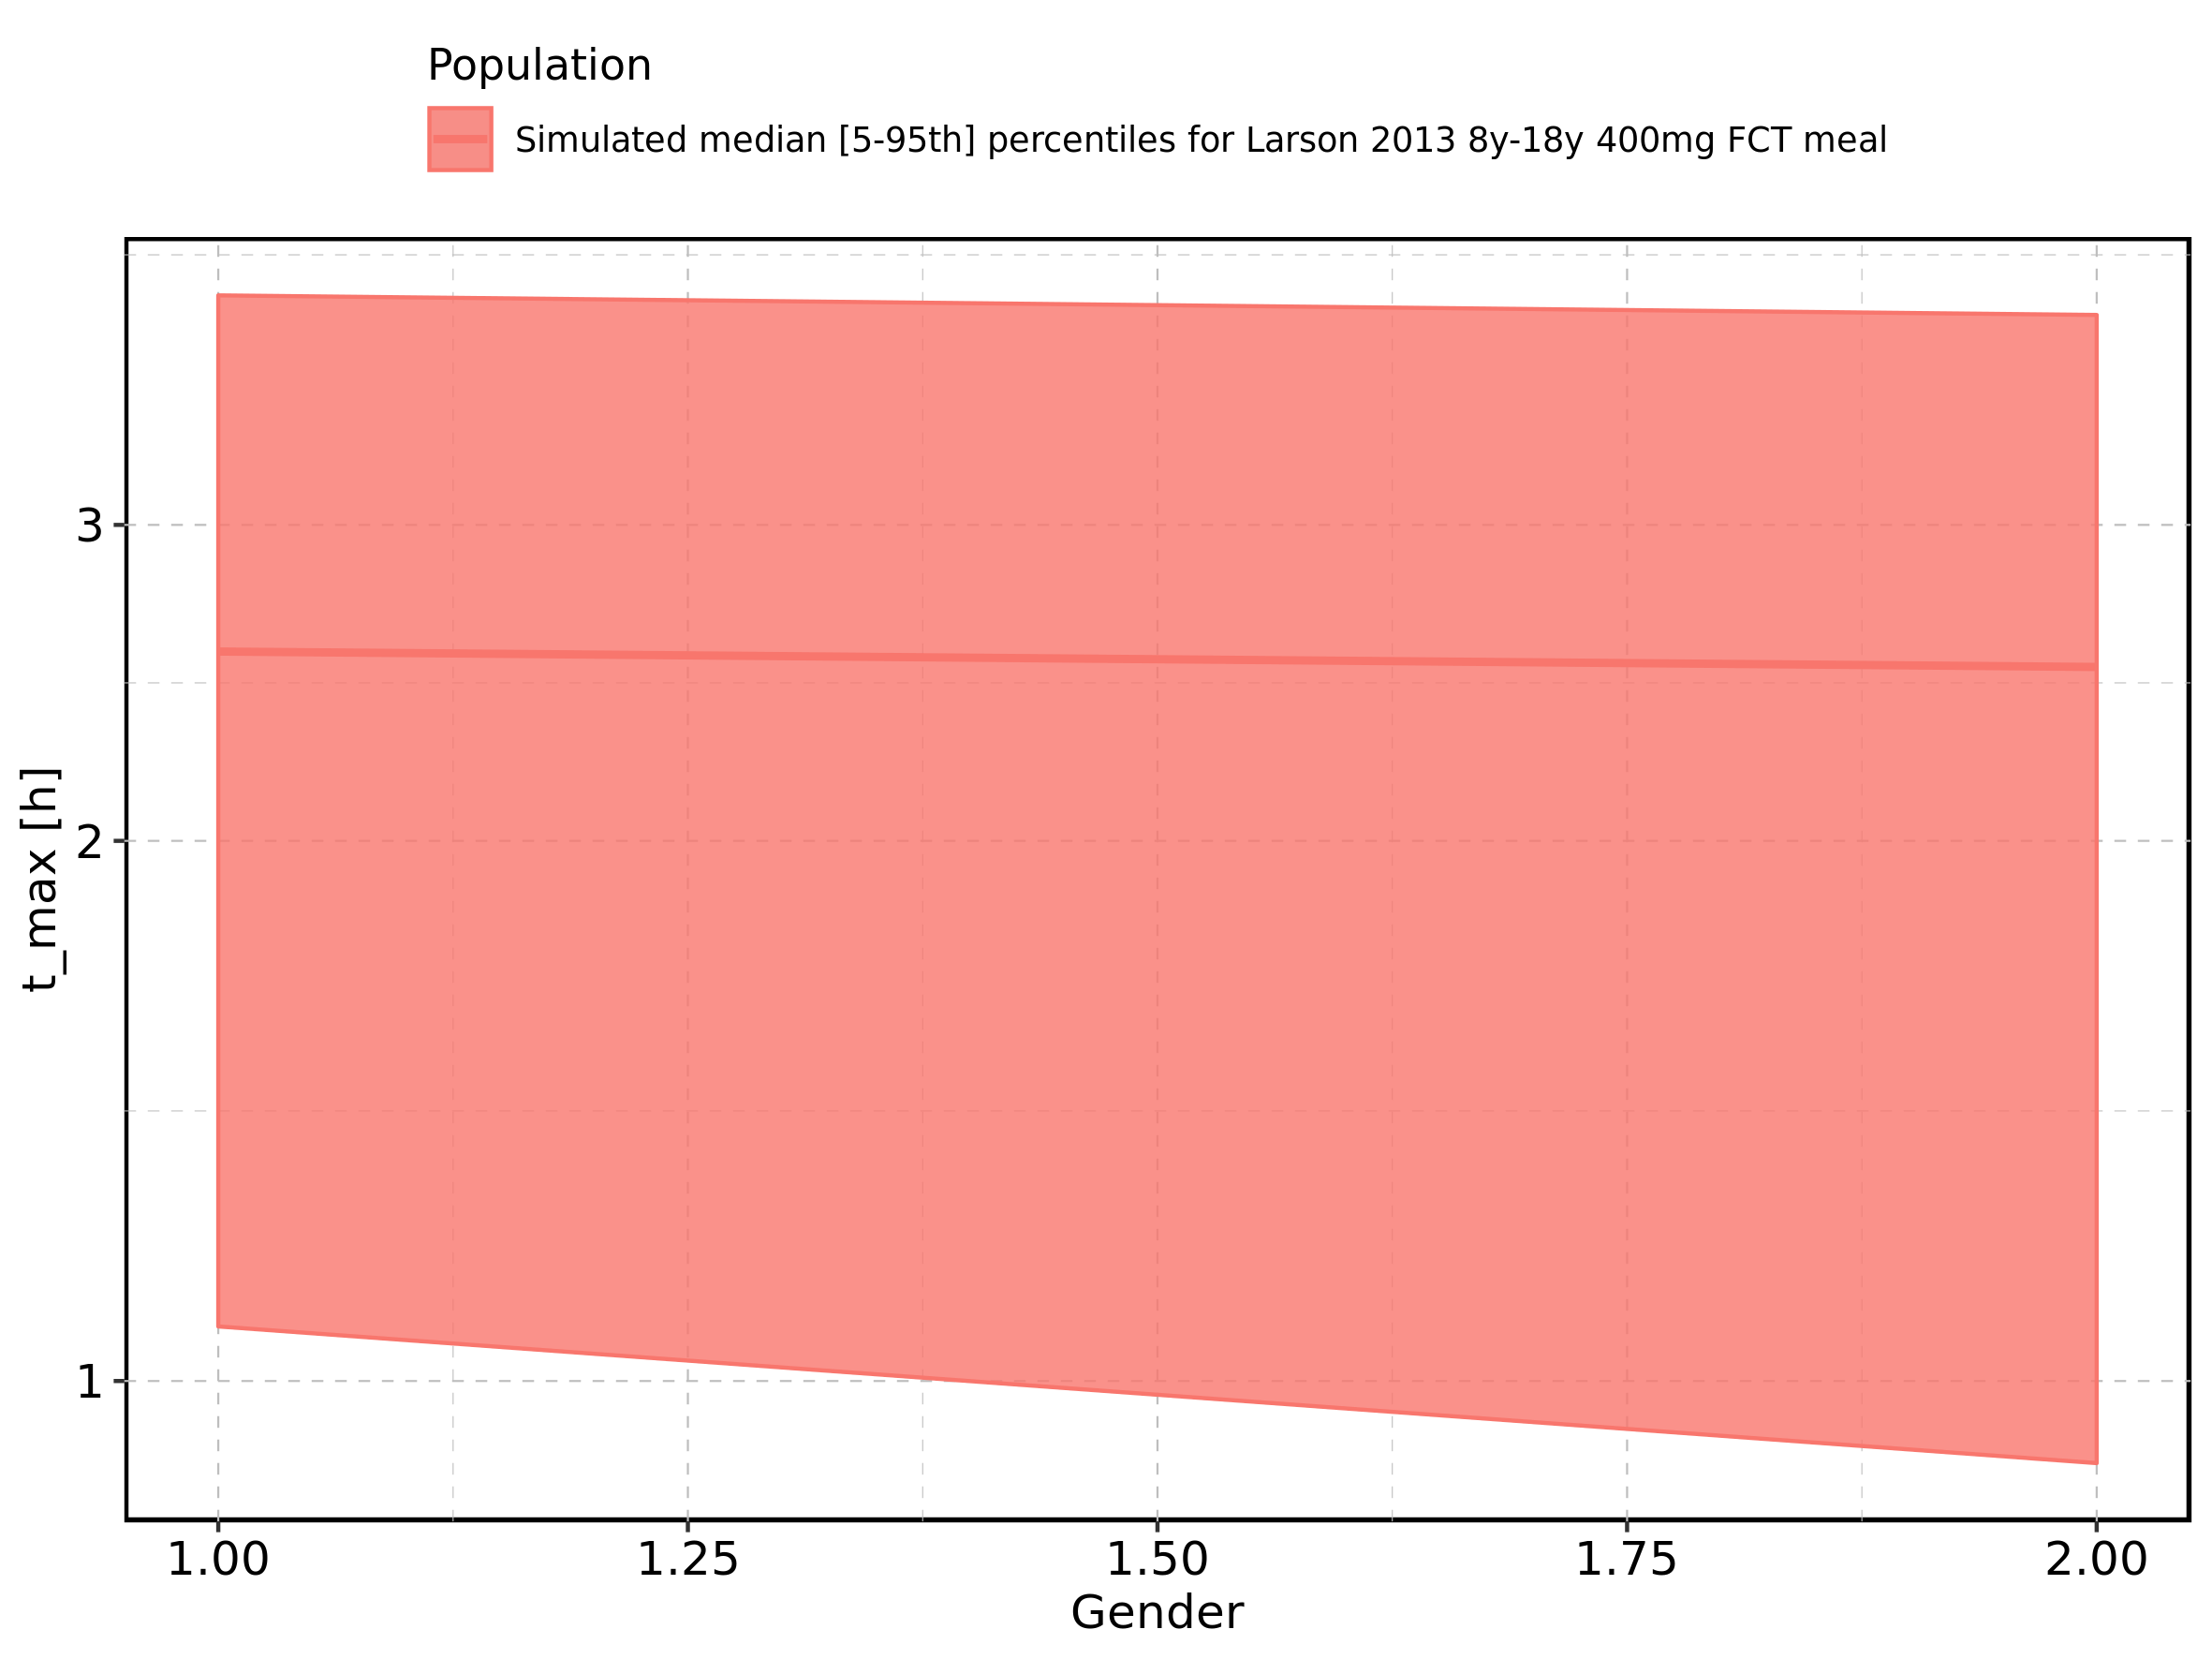 Population
Simulated median [5-95th] percentiles for Larson 2013 8y-18y 400mg FCT meal
t_max [h]
3
2
1
1.00 1.25 1.50 1.75 2.00
Gender